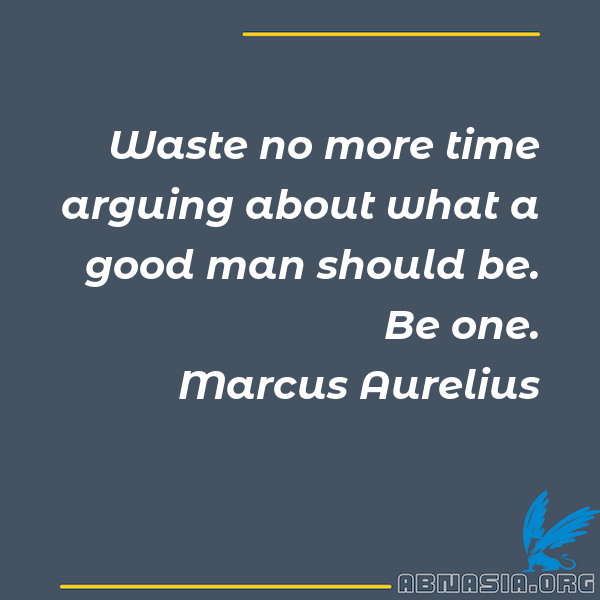 Waste no more time
arguing about what a
good man should be.
Be one.
Marcus Aurelius
ABNASIA.ORG